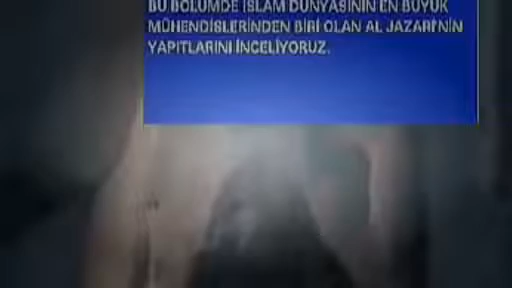 BU BÖLÜMDE İSLAM DÜNYASININ EN BÜYÜK
MÜHENDİSLERİNDEN BİRİ OLAN AL JAZARI'NİN
YAPITLARINI İNCELİYORUZ.